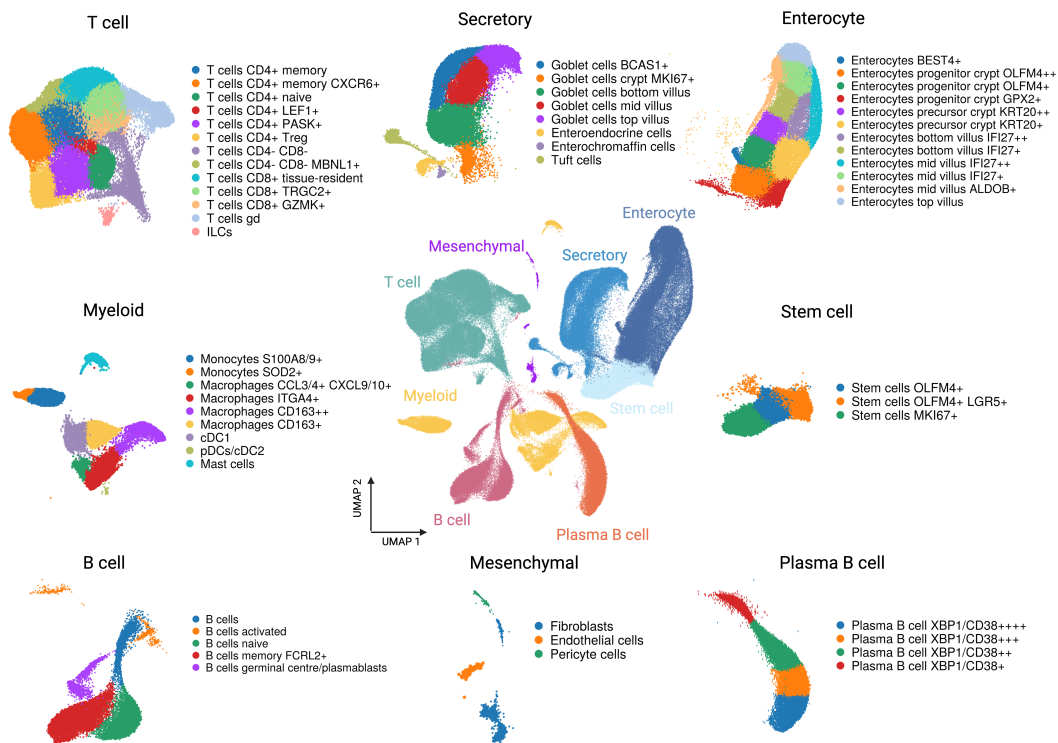 T cell
T cells CD4+ memory
T cells CD4+ memory CXCR6+
T cells CD4+ naive
T cells CD4+ LEF1+
T cells CD4+ PASK+
T cells CD4+ Treg
T cells CD4- CD8-
T cells CD4- CD8- MBNL1+
T cells CD8+ tissue-resident
T cells CD8+ TRGC2+
T cells CD8+ GZMK+
T cells gd
ILCs
Secretory
Goblet cells BCAS1+
Goblet cells crypt MKI67+
Goblet cells bottom villus
Goblet cells mid villus
Goblet cells top villus
Enteroendocrine cells
Enterochromaffin cells
Tuft cells
Enterocyte
Enterocytes BEST4+
Enterocytes progenitor crypt OLFM4++
Enterocytes progenitor crypt OLFM4+
Enterocytes progenitor crypt GPX2+
Enterocytes precursor crypt KRT20++
Enterocytes precursor crypt KRT20+
Enterocytes bottom villus IFI27++
Enterocytes bottom villus IFI27+
Enterocytes mid villus IFI27++
Enterocytes mid villus IFI27+
Enterocytes mid villus ALDOB+
Enterocytes top villus
Myeloid
Monocytes S100A8/9+
Monocytes SOD2+
Macrophages CCL3/4+ CXCL9/10+
Macrophages ITGA4+
Macrophages CD163++
Macrophages CD163+
cDC1
pDCs/cDC2
Mast cells
Enterocyte
Mesenchymal
Secretory
T cell
Myeloid
Stem cell
B cell
Plasma B cell
UMAP 2
UMAP 1
Stem cell
Stem cells OLFM4+
Stem cells OLFM4+ LGR5+
Stem cells MKI67+
B cell
B cells
B cells activated
B cells naive
B cells memory FCRL2+
B cells germinal centre/plasmablasts
Mesenchymal
Fibroblasts
Endothelial cells
Pericyte cells
Plasma B cell
Plasma B cell XBP1/CD38++++
Plasma B cell XBP1/CD38+++
Plasma B cell XBP1/CD38++
Plasma B cell XBP1/CD38+